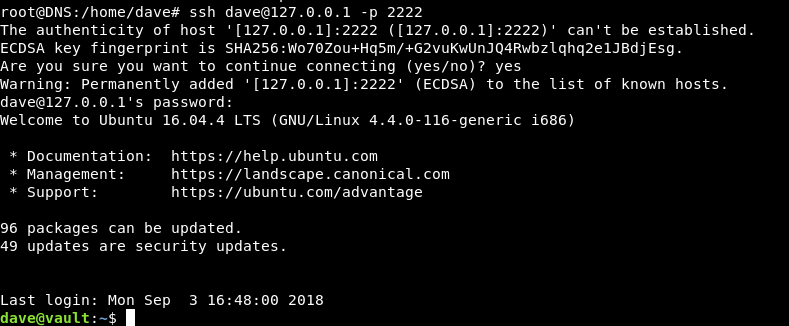 root@DNS:/home/dave# ssh dave@127.0.0.1 -p 2222
The authenticity of host '[127.0.0.1]:2222 ([127.0.0.1]:2222)' can't be established.
ECDSA key fingerprint is SHA256:Wo70Zou+Hq5m/+G2vuKwUnJQ4Rwbzlqhq2e1JBdjEsg.
Are you sure you want to continue connecting (yes/no)? yes
Warning: Permanently added '[127.0.0.1]:2222' (ECDSA) to the list of known hosts.
dave@127.0.0.1's password:
Welcome to Ubuntu 16.04.4 LTS (GNU/Linux 4.4.0-116-generic i686)
 * Documentation:  https://help.ubuntu.com
 * Management:     https://landscape.canonical.com
 * Support:        https://ubuntu.com/advantage
96 packages can be updated.
49 updates are security updates.
Last login: Mon Sep  3 16:48:00 2018
dave@vault:~$